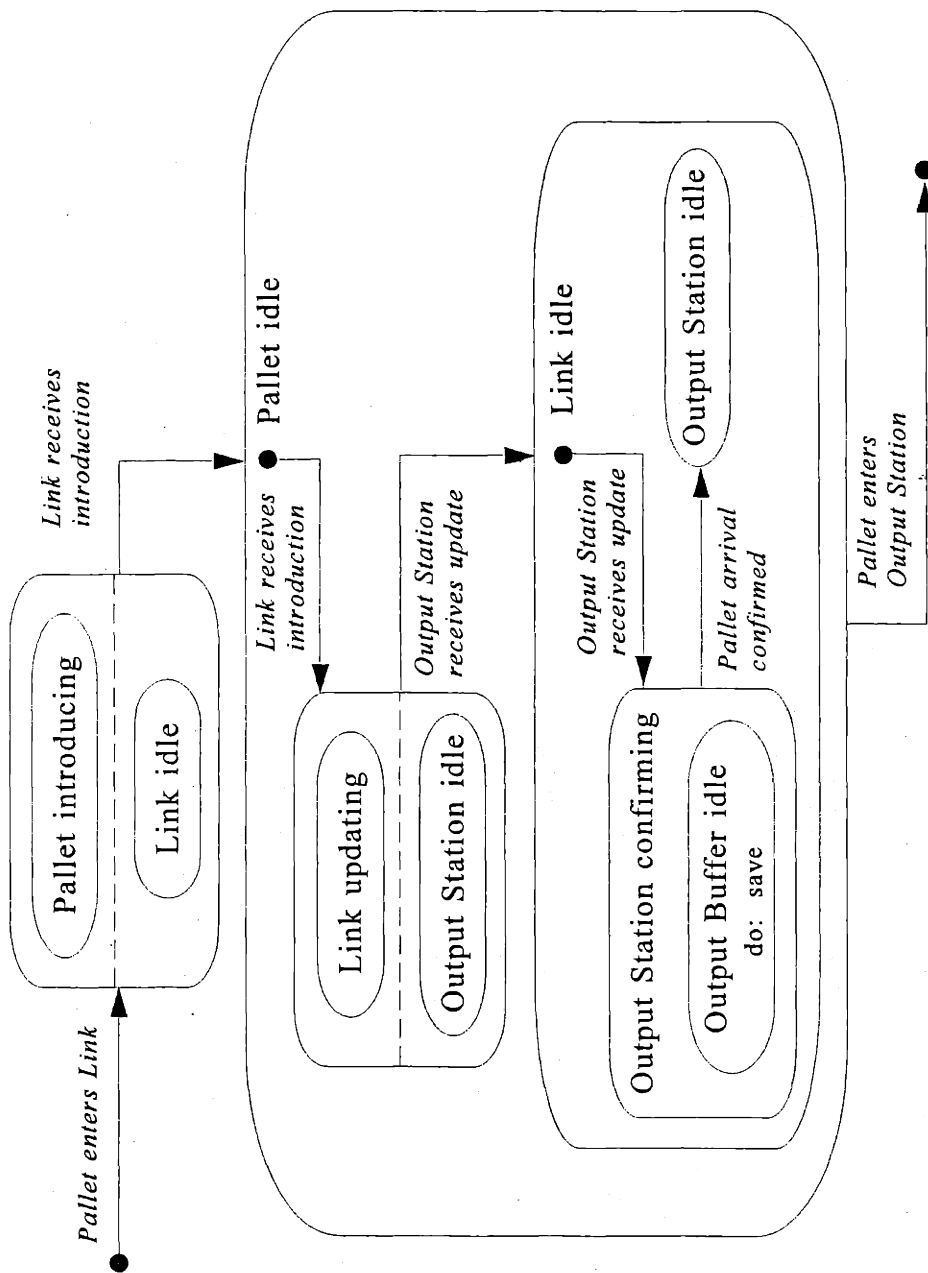 Pallet enters Link
Pallet introducing
Link idle
Link receives
introduction
Pallet idle
Link receives
introduction
Link updating
Output Station idle
Output Station
receives update
Link idle
Output Station
receives update
Output Station confirming
Output Buffer idle
do: save
Pallet arrival
confirmed
Output Station idle
Pallet enters
Output Station